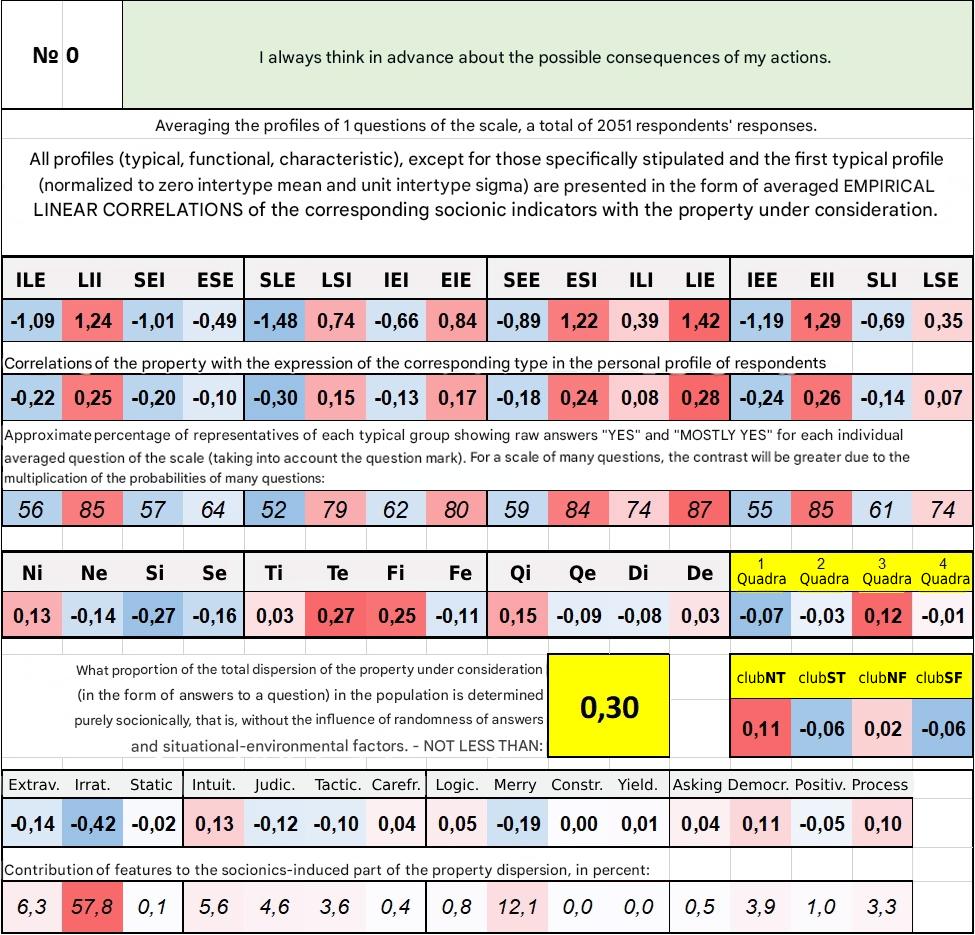 № 0
I always think in advance about the possible consequences of my actions.
Averaging the profiles of 1 questions of the scale, a total of 2051 respondents' responses.
All profiles (typical, functional, characteristic), except for those specifically stipulated and the first typical profile
(normalized to zero intertype mean and unit intertype sigma) are presented in the form of averaged EMPIRICAL
LINEAR CORRELATIONS of the corresponding socionic indicators with the property under consideration.
ILE LII SEI ESE SLE LSI IEI EIE SEE ESI ILI LIE IEE EII SLI LSE
-1,09 1,24 -1,01 -0,49 -1,48 0,74 -0,66 0,84 -0,89 1,22 0,39 1,42 -1,19 1,29 -0,69 0,35
Correlations of the property with the expression of the corresponding type in the personal profile of respondents
-0,22 0,25 -0,20 -0,10 -0,30 0,15 -0,13 0,17 -0,18 0,24 0,08 0,28 -0,24 0,26 -0,14 0,07
Approximate percentage of representatives of each typical group showing raw answers "YES" and "MOSTLY YES" for each individual
averaged question of the scale (taking into account the question mark). For a scale of many questions, the contrast will be greater due to the
multiplication of the probabilities of many questions:
56 85 57 64 52 79 62 80 59 84 74 87 55 85 61 74
Ni Ne Si Se Ti Te Fi Fe Qi Qe Di De 1 Quadra 2 Quadra 3 Quadra 4 Quadra
0,13 -0,14 -0,27 -0,16 0,03 0,27 0,25 -0,11 0,15 -0,09 -0,08 0,03 -0,07 -0,03 0,12 -0,01
What proportion of the total dispersion of the property under consideration
(in the form of answers to a question) in the population is determined
purely socionically, that is, without the influence of randomness of answers
and situational-environmental factors. - NOT LESS THAN:
0,30
clubNT clubST clubNF clubSF
0,11 -0,06 0,02 -0,06
Extrav. Irrat. Static Intuit. Judic. Tactic. Carefr. Logic. Merry Constr. Yield. Asking Democr. Positiv. Process
-0,14 -0,42 -0,02 0,13 -0,12 -0,10 0,04 0,05 -0,19 0,00 0,01 0,04 0,11 -0,05 0,10
Contribution of features to the socionics-induced part of the property dispersion, in percent:
6,3 57,8 0,1 5,6 4,6 3,6 0,4 0,8 12,1 0,0 0,0 0,5 3,9 1,0 3,3